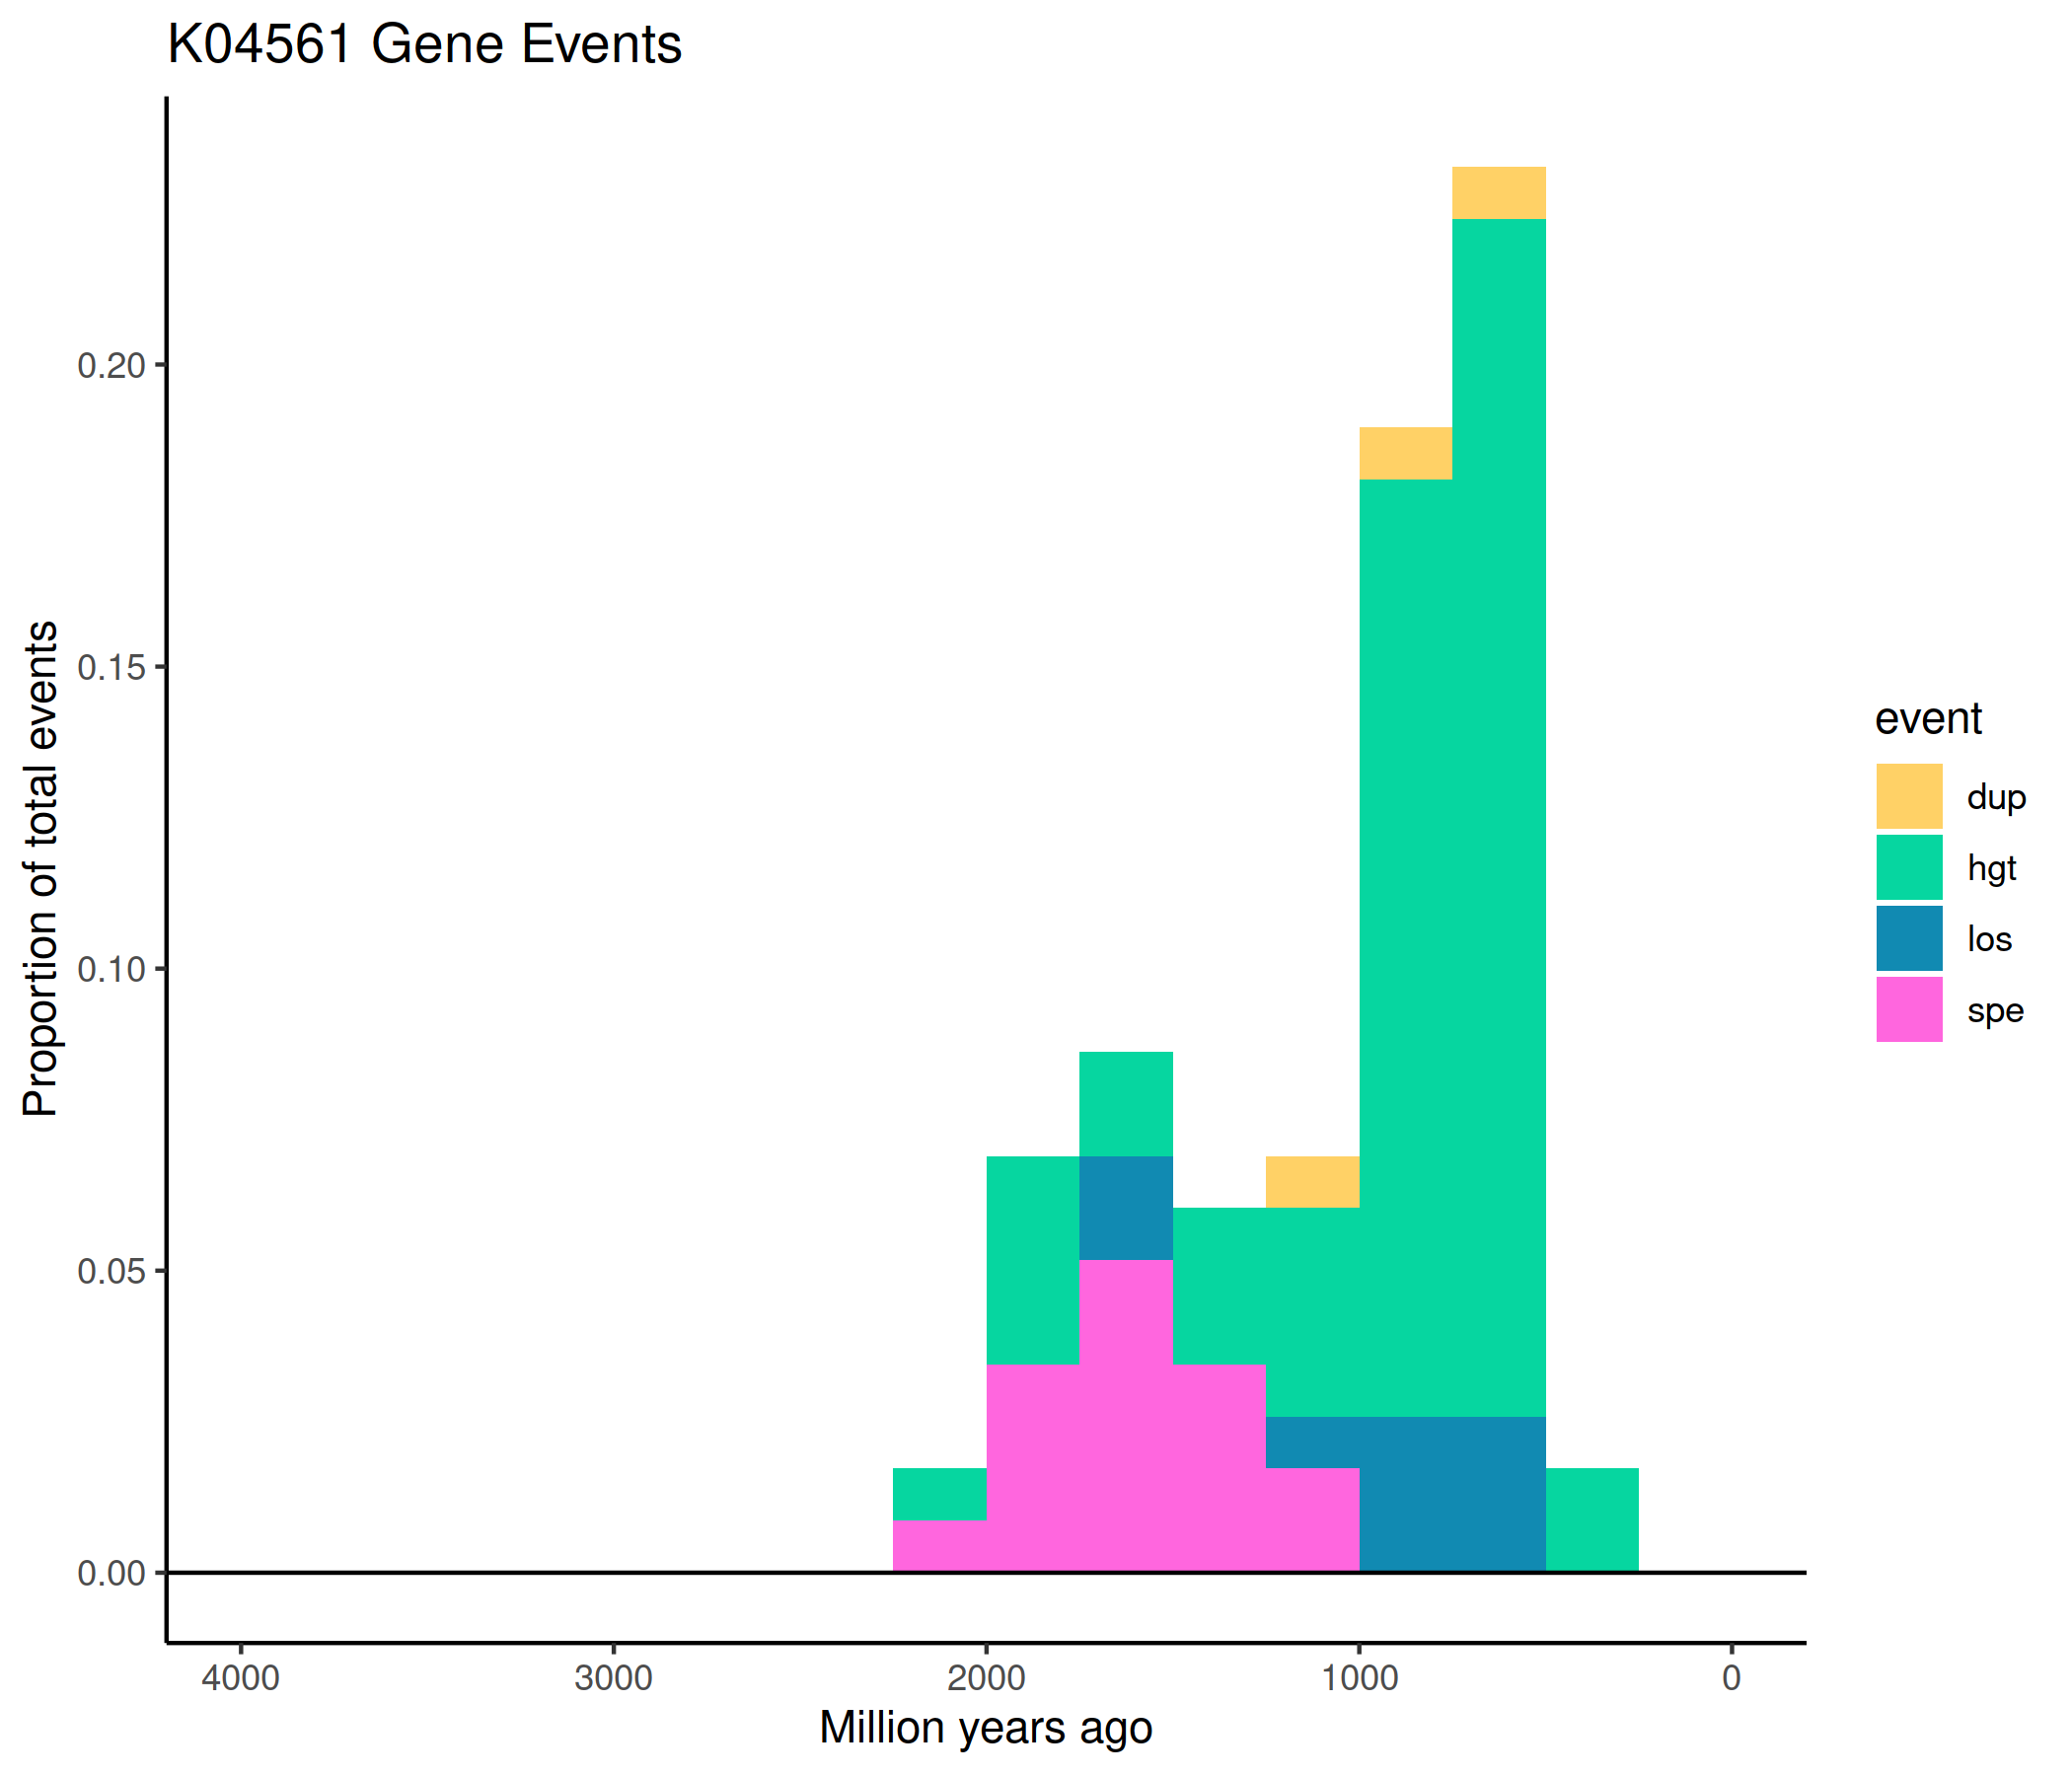 K04561 Gene Events
Proportion of total events
0.20
0.15
0.10
0.05
0.00
4000 3000 2000 1000 0
Million years ago
event
dup
hgt
los
spe